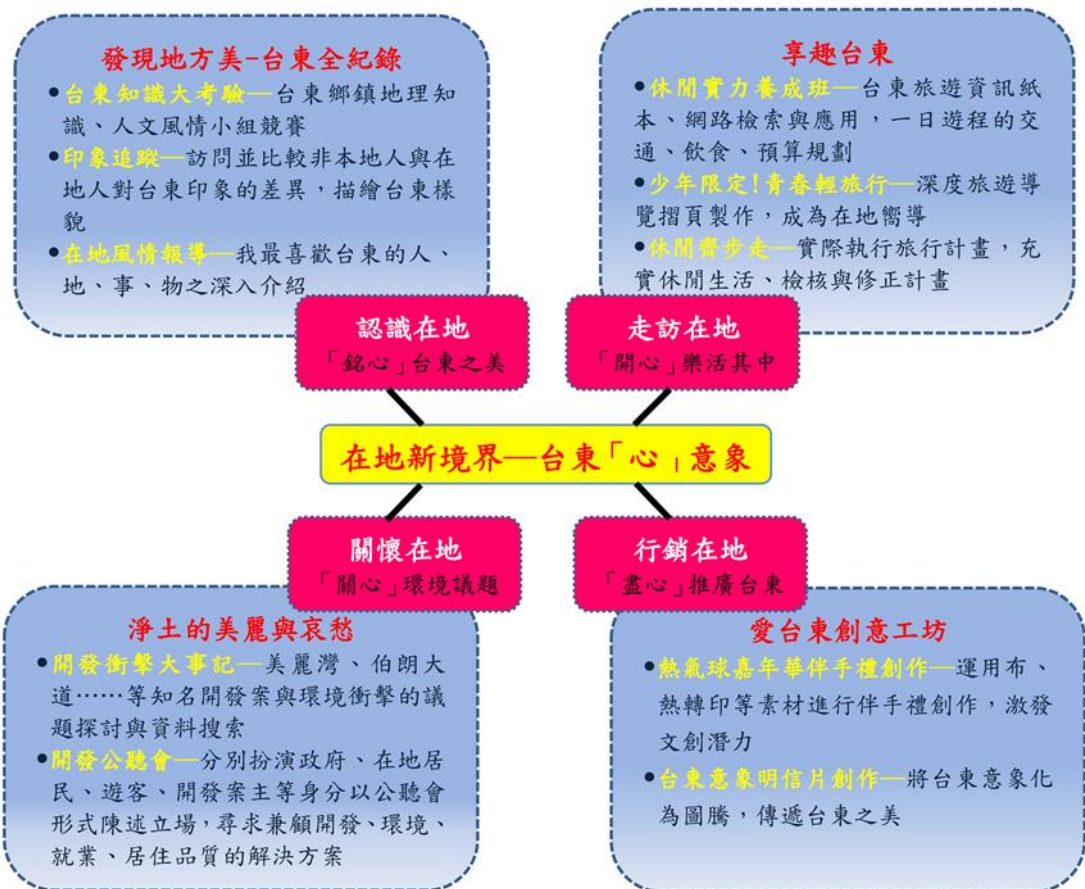 發現地方美-台東全紀錄
•台東知識大考驗—台東鄉鎮地理知
識、人文風情小組競賽
•印象追蹤—訪問並比較非本地人與在
地人對台東印象的差異，描繪台東樣
貌
•在地風情報導—我最喜歡台東的人、
地、事、物之深入介紹
享趣台東
•休閒實力養成班—台東旅遊資訊紙
本、網路檢索與應用，一日遊程的交
通、飲食、預算規劃
•少年限定!青春輕旅行—深度旅遊導
覽摺頁製作，成為在地嚮導
•休閒齊步走—實際執行旅行計畫，充
實休閒生活、檢核與修正計畫
認識在地
「銘心」台東之美
走訪在地
「開心」樂活其中
在地新境界—台東「心」意象
關懷在地
「關心」環境議題
行銷在地
「盡心」推廣台東
淨土的美麗與哀愁
•開發衝擊大事記—美麗灣、伯朗大
道……等知名開發案與環境衝擊的議
題探討與資料搜索
•開發公聽會—分別扮演政府、在地居
民、遊客、開發案主等身分以公聽會
形式陳述立場，尋求兼顧開發、環境、
就業、居住品質的解決方案
愛台東創意工坊
•熱氣球嘉年華伴手禮創作—運用布、
熱轉印等素材進行伴手禮創作，激發
文創潛力
•台東意象明信片創作—將台東意象化
為圖騰，傳遞台東之美